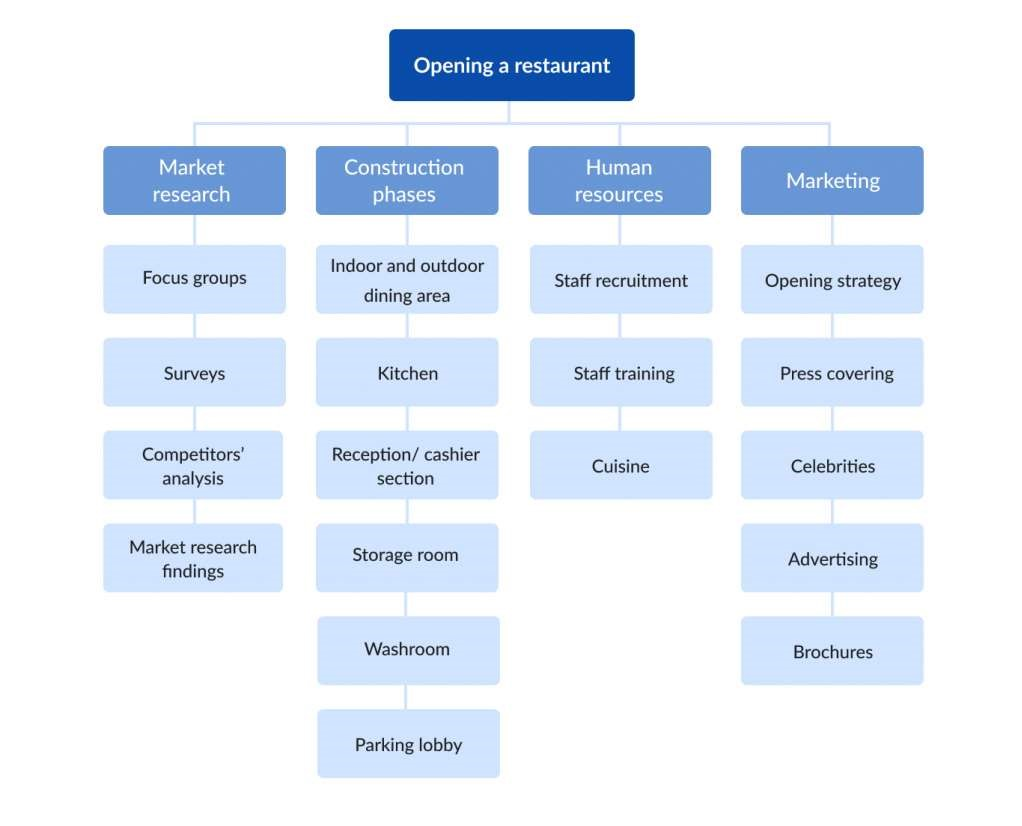 Opening a restaurant
Market
research
Focus groups
Surveys
Competitors’
analysis
Market research
findings
Construction
phases
Indoor and outdoor
dining area
Kitchen
Reception/ cashier
section
Storage room
Washroom
Parking lobby
Human
resources
Staff recruitment
Staff training
Cuisine
Marketing
Opening strategy
Press covering
Celebrities
Advertising
Brochures